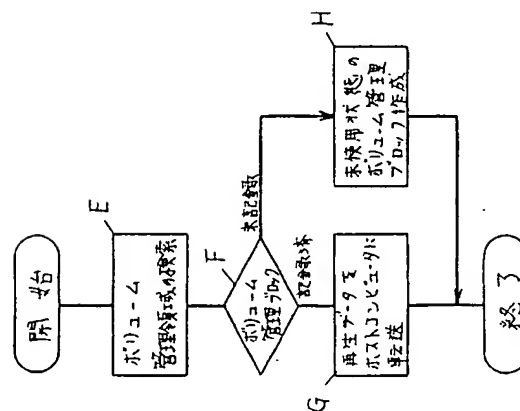 開始
E
ボリューム
管理領域の検索
F
ボリューム
管理ブロック
未記録
記録済
G
再生データを
ホストコンピュータに
転送
H
未使用状態の
ボリューム管理
ブロック作成
終了